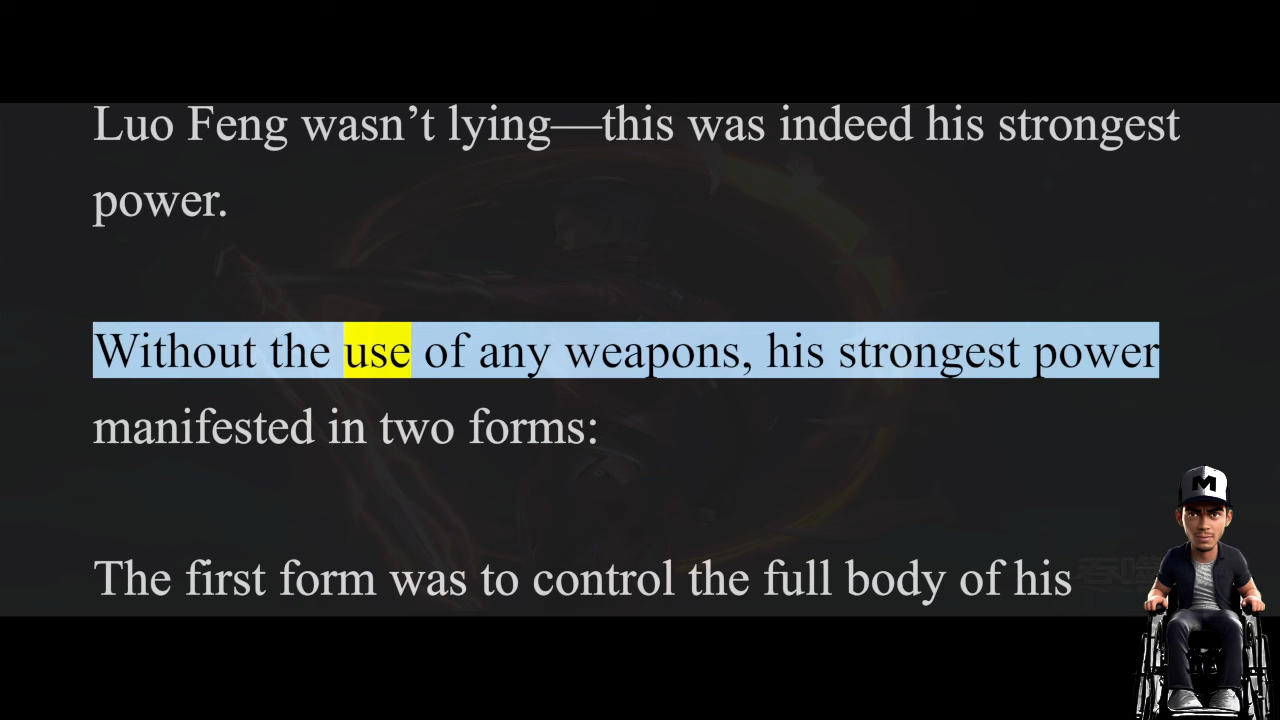 Luo Feng wasn’t lying—this was indeed his strongest
power.
Without the use of any weapons, his strongest power
manifested in two forms:
The first form was to control the full body of his
M